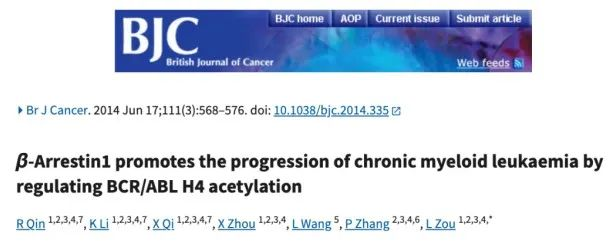 BJC
British Journal of Cancer
BJC home AOP Current issue Submit article
Web feeds
Br J Cancer. 2014 Jun 17;111(3):568–576. doi: 10.1038/bjc.2014.335
β-Arrestin1 promotes the progression of chronic myeloid leukaemia by
regulating BCR/ABL H4 acetylation
R Qin 1,2,3,4,7, K Li 1,2,3,4,7, X Qi 1,2,3,4,7, X Zhou 1,2,3,4, L Wang 5, P Zhang 2,3,4,6, L Zou 1,2,3,4,*